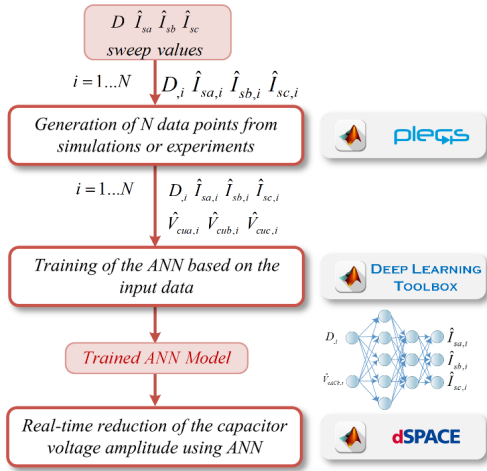 D Î_sa Î_sb Î_sc
sweep values
i = 1...N D_,i Î_sa,i Î_sb,i Î_sc,i
Generation of N data points from
simulations or experiments
plecs
i = 1...N D_,i Î_sa,i Î_sb,i Î_sc,i
V̂_cua,i V̂_cub,i V̂_cuc,i
Training of the ANN based on the
input data
DEEP LEARNING
TOOLBOX
Trained ANN Model
D_,i
Î_sa,i
Î_sb,i
Î_sc,i
Real-time reduction of the capacitor
voltage amplitude using ANN
dSPACE